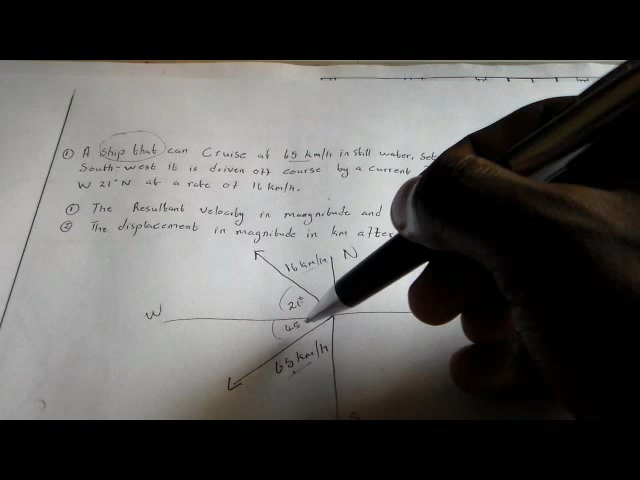 ① A ship that can Cruise at 65 km/h in still water, set
South-west it is driven off course by a current
W 21° N at a rate of 16 km/h.
① The Resultant velocity in maognitude and
② The displacement in magnitude in km after
N
16 km/h
21°
W
45
65 km/h
S